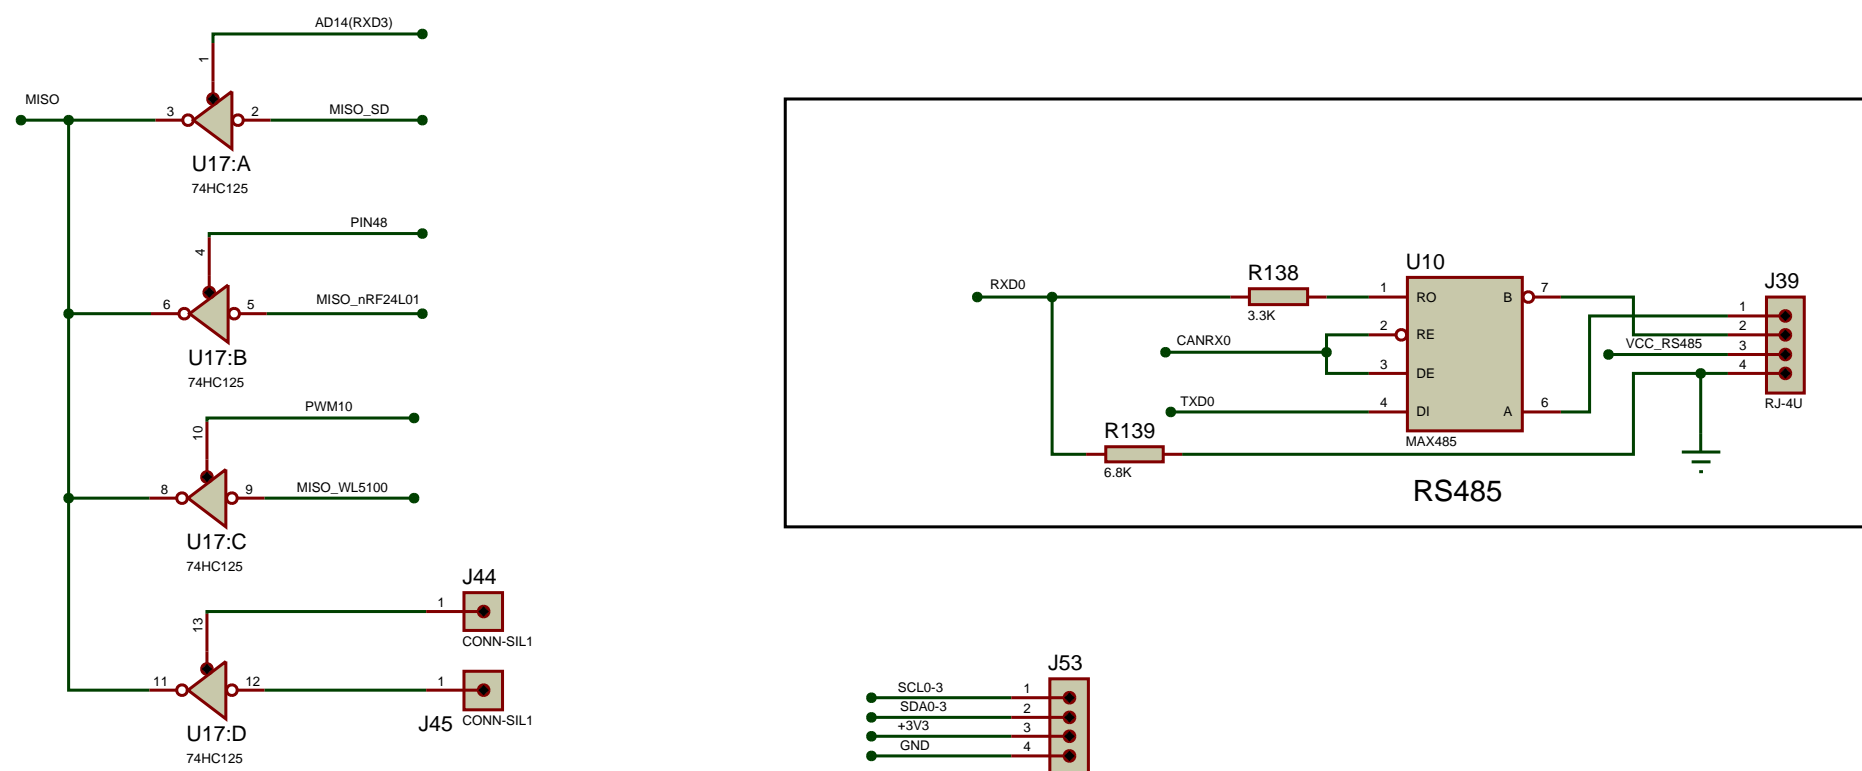 AD14(RXD3)
1
MISO
3
2
MISO_SD
U17:A
74HC125
PIN48
4
6
5
MISO_nRF24L01
U17:B
74HC125
PWM10
10
8
9
MISO_WL5100
U17:C
74HC125
J44
1
CONN-SIL1
13
11
12
1
J45
CONN-SIL1
U17:D
74HC125
RXD0
R138
3.3K
U10
1
RO
B
7
2
RE
CANRX0
3
DE
TXD0
4
DI
A
6
MAX485
R139
6.8K
J39
1
2
VCC_RS485
3
4
RJ-4U
RS485
J53
SCL0-3
1
SDA0-3
2
+3V3
3
GND
4